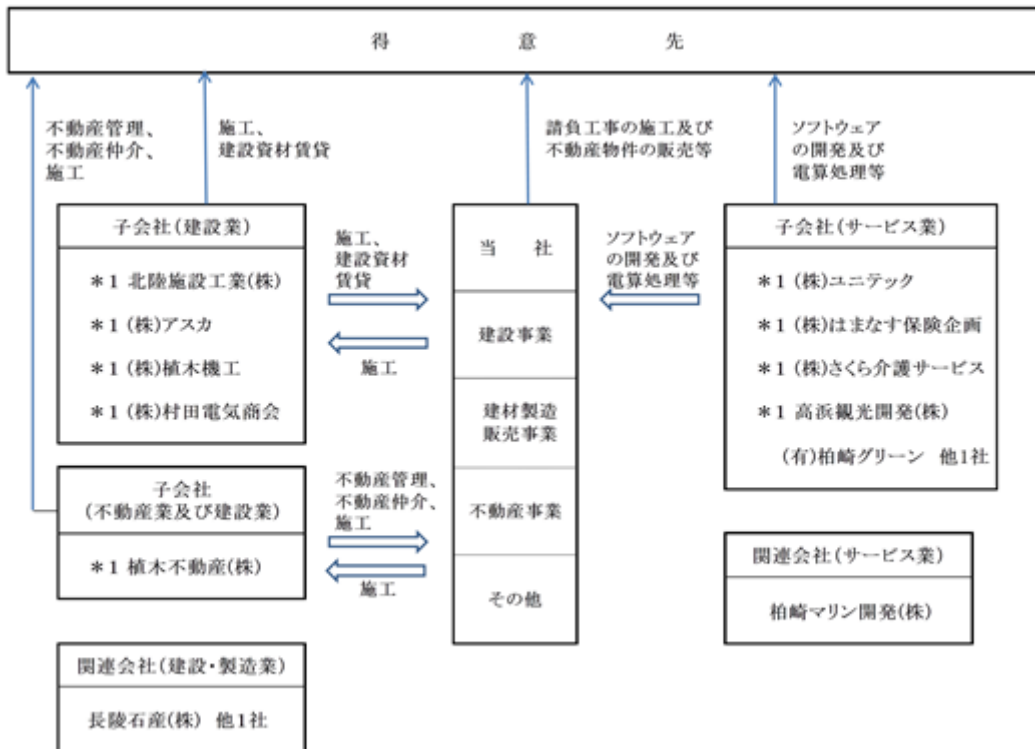 得意先
不動産管理、
不動産仲介、
施工
施工、
建設資材賃貸
請負工事の施工及び
不動産物件の販売等
ソフトウェア
の開発及び
電算処理等
子会社(建設業)
*1 北陸施設工業(株)
*1 (株)アスカ
*1 (株)植木機工
*1 (株)村田電気商会
施工、
建設資材
賃貸
施工
当社
建設事業
建材製造
販売事業
不動産事業
その他
ソフトウェア
の開発及び
電算処理等
子会社(サービス業)
*1 (株)ユニテック
*1 (株)はまなす保険企画
*1 (株)さくら介護サービス
*1 高浜観光開発(株)
(有)柏崎グリーン 他1社
子会社
(不動産業及び建設業)
*1 植木不動産(株)
不動産管理、
不動産仲介、
施工
施工
関連会社(サービス業)
柏崎マリン開発(株)
関連会社(建設・製造業)
長陵石産(株) 他1社